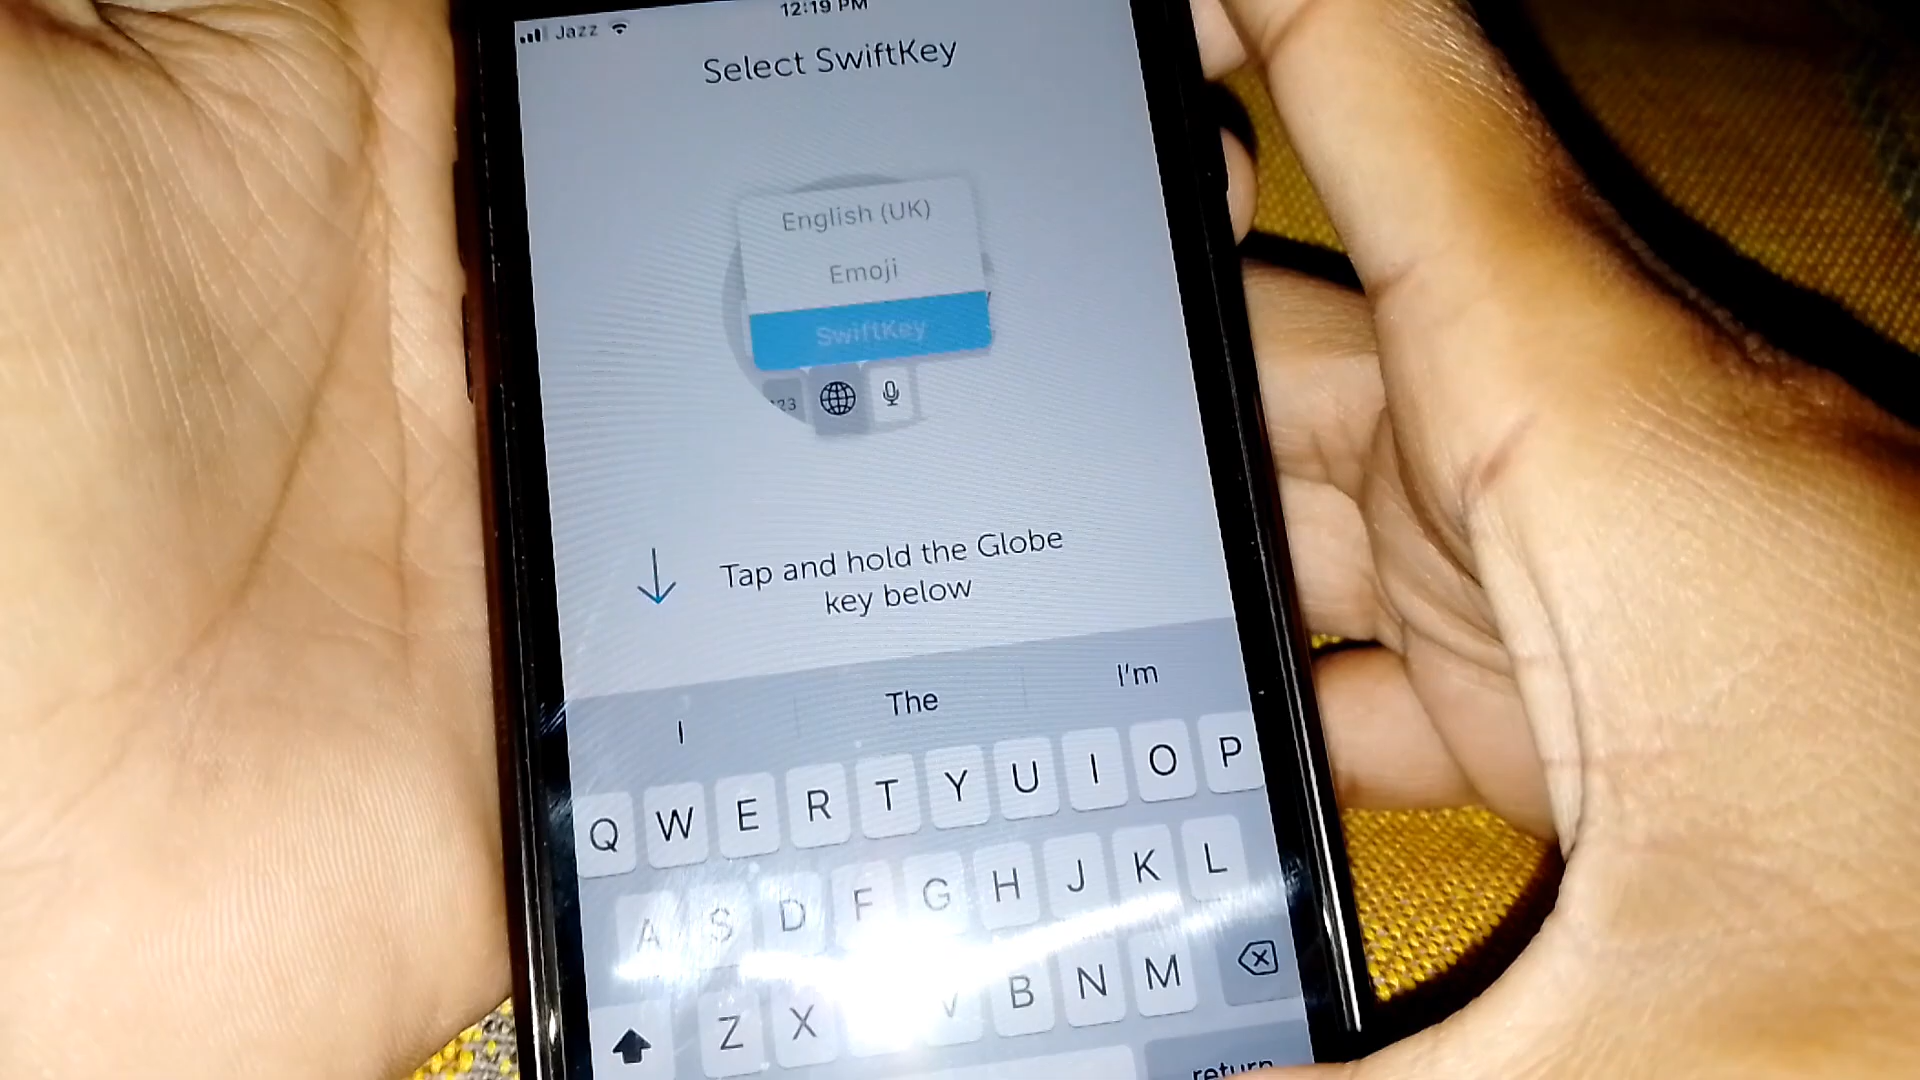 Jazz 12:19 PM
Select SwiftKey
English (UK)
Emoji
SwiftKey
123
Tap and hold the Globe
key below
I The I'm
Q W E R T Y U I O P
A S D F G H J K L
Z X V B N M
return